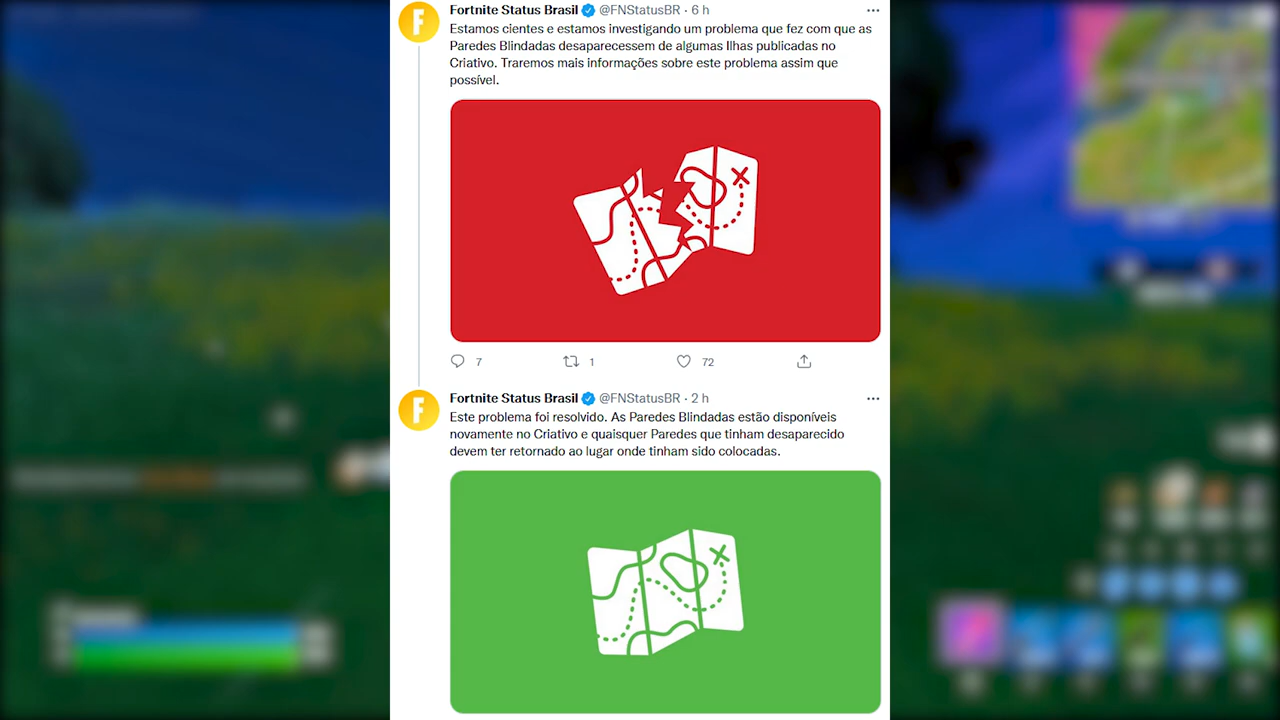 Fortnite Status Brasil @FNStatusBR · 6 h
Estamos cientes e estamos investigando um problema que fez com que as
Paredes Blindadas desaparecessem de algumas Ilhas publicadas no
Criativo. Traremos mais informações sobre este problema assim que
possível.
7 1 72
Fortnite Status Brasil @FNStatusBR · 2 h
Este problema foi resolvido. As Paredes Blindadas estão disponíveis
novamente no Criativo e quaisquer Paredes que tinham desaparecido
devem ter retornado ao lugar onde tinham sido colocadas.